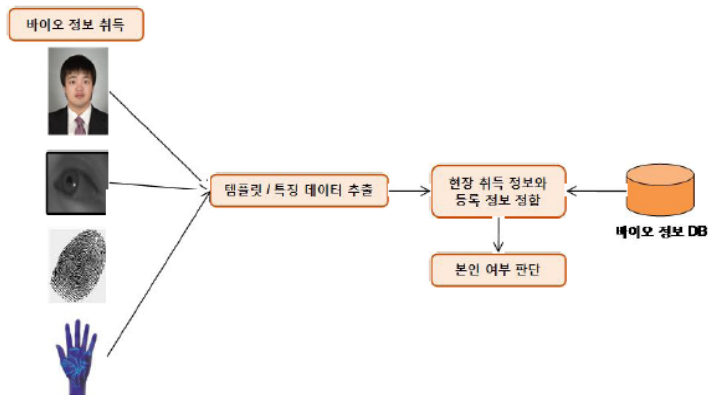 바이오 정보 취득
템플릿 / 특징 데이터 추출
현장 취득 정보와
등록 정보 정합
바이오 정보 DB
본인 여부 판단